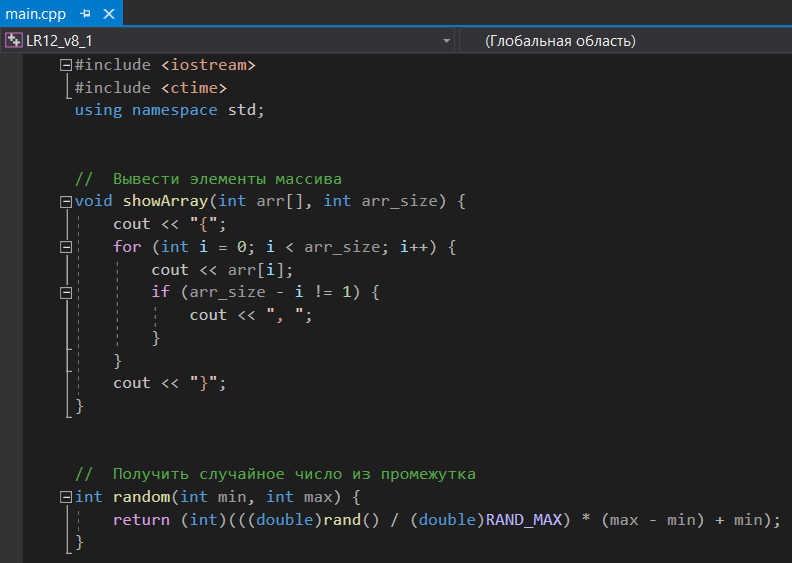 main.cpp
LR12_v8_1 (Глобальная область)
#include <iostream>
#include <ctime>
using namespace std;
//  Вывести элементы массива
void showArray(int arr[], int arr_size) {
    cout << "{";
    for (int i = 0; i < arr_size; i++) {
        cout << arr[i];
        if (arr_size - i != 1) {
            cout << ", ";
        }
    }
    cout << "}";
}
//  Получить случайное число из промежутка
int random(int min, int max) {
    return (int)(((double)rand() / (double)RAND_MAX) * (max - min) + min);
}